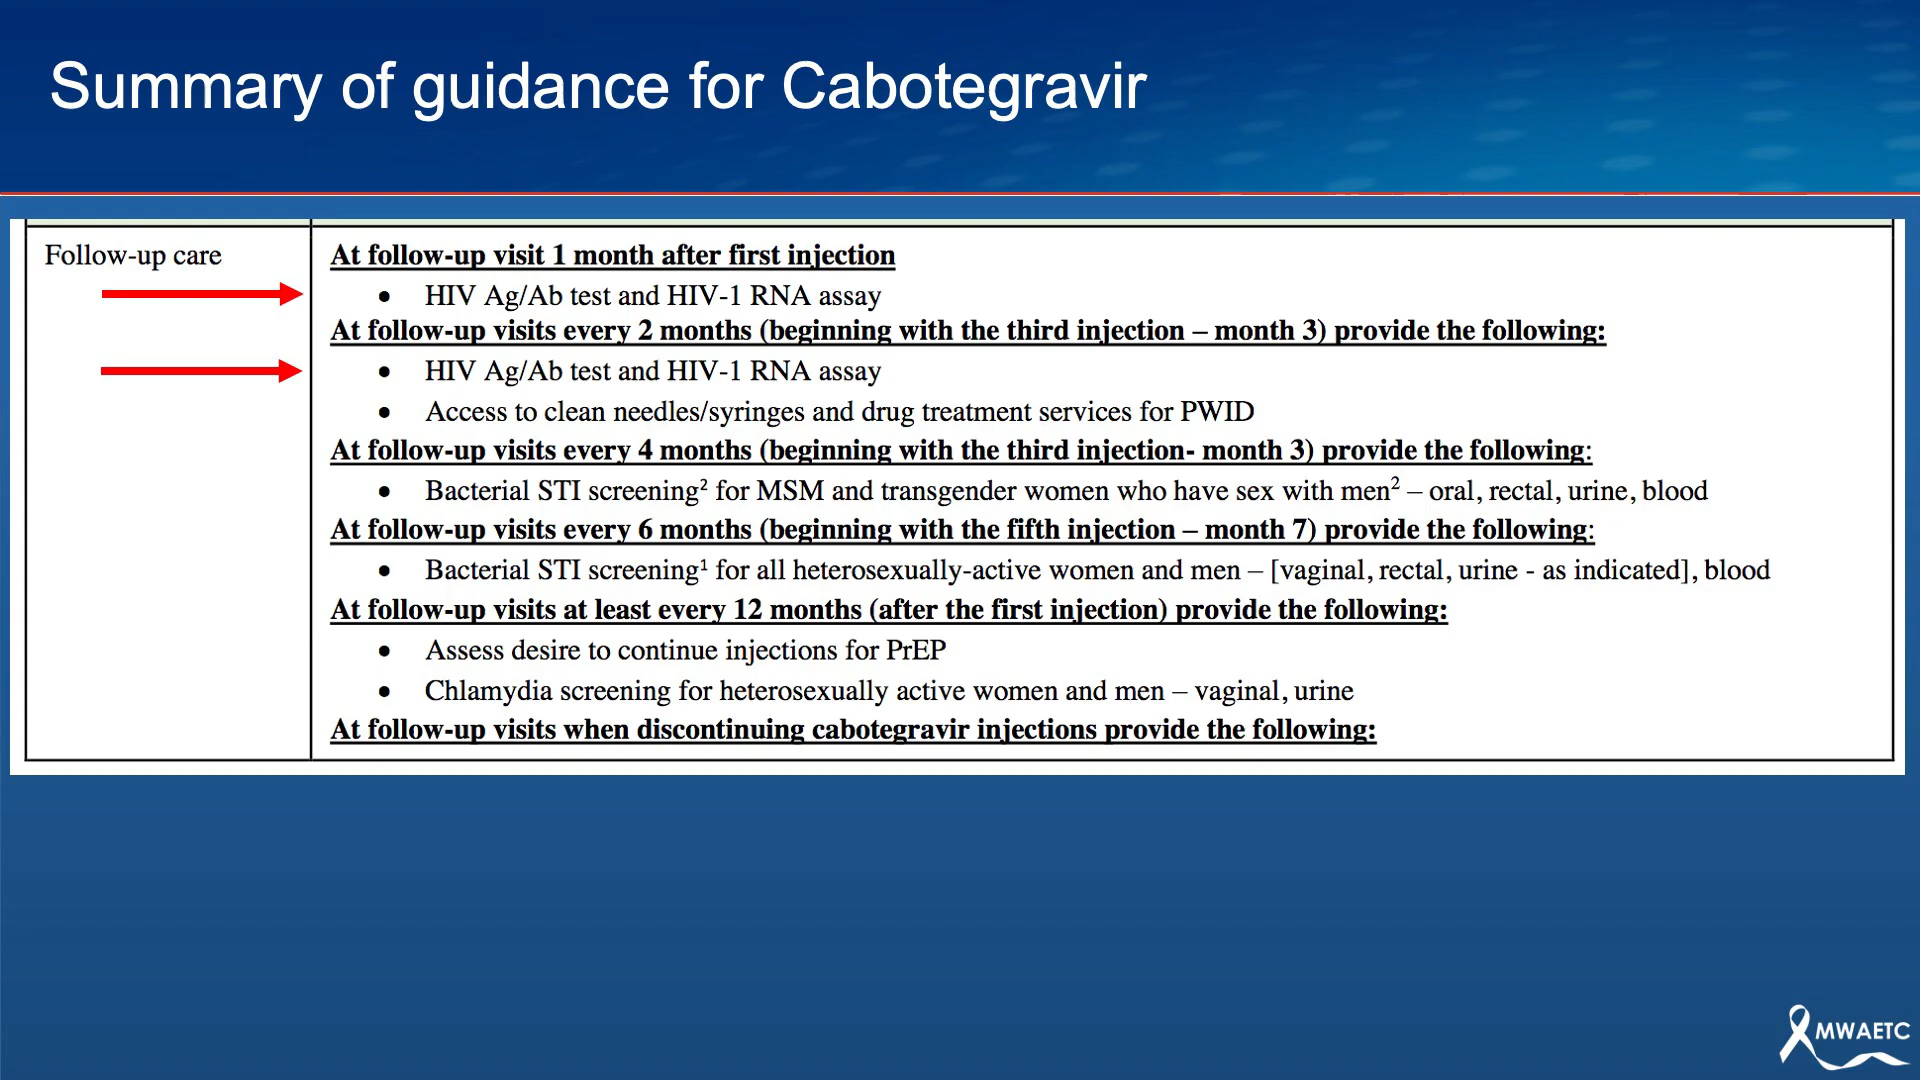 Summary of guidance for Cabotegravir
Follow-up care
At follow-up visit 1 month after first injection
• HIV Ag/Ab test and HIV-1 RNA assay
At follow-up visits every 2 months (beginning with the third injection – month 3) provide the following:
• HIV Ag/Ab test and HIV-1 RNA assay
• Access to clean needles/syringes and drug treatment services for PWID
At follow-up visits every 4 months (beginning with the third injection- month 3) provide the following:
• Bacterial STI screening² for MSM and transgender women who have sex with men² – oral, rectal, urine, blood
At follow-up visits every 6 months (beginning with the fifth injection – month 7) provide the following:
• Bacterial STI screening¹ for all heterosexually-active women and men – [vaginal, rectal, urine - as indicated], blood
At follow-up visits at least every 12 months (after the first injection) provide the following:
• Assess desire to continue injections for PrEP
• Chlamydia screening for heterosexually active women and men – vaginal, urine
At follow-up visits when discontinuing cabotegravir injections provide the following:
MWAETC